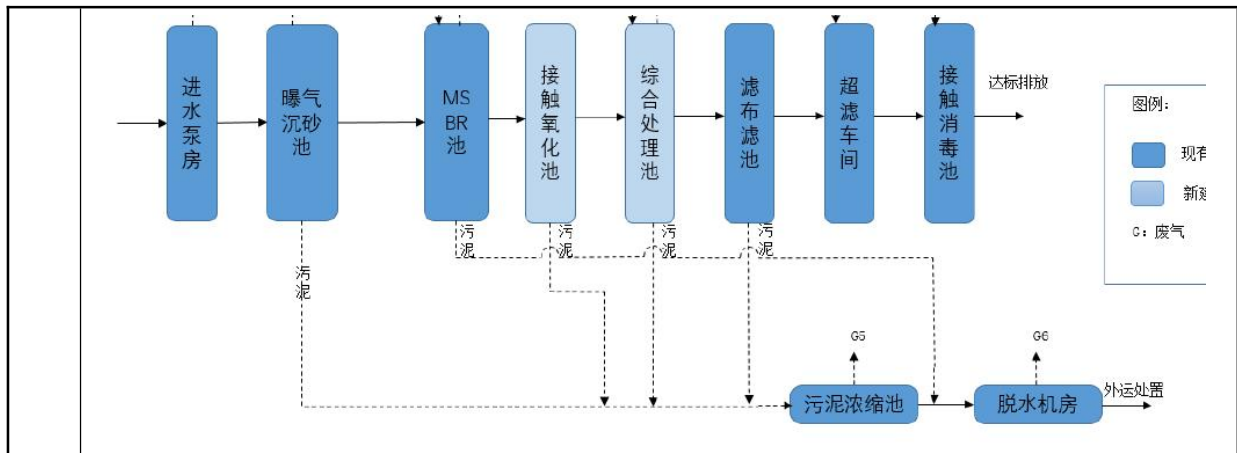 进水泵房
曝气
沉砂
池
MS
BR
池
接触氧化池
综合处理池
滤布滤池
超滤车间
接触消毒池
达标排放
图例：
现有
新建
G：废气
污泥
污泥
污泥
污泥
污泥
G5
G6
污泥浓缩池
脱水机房
外运处置